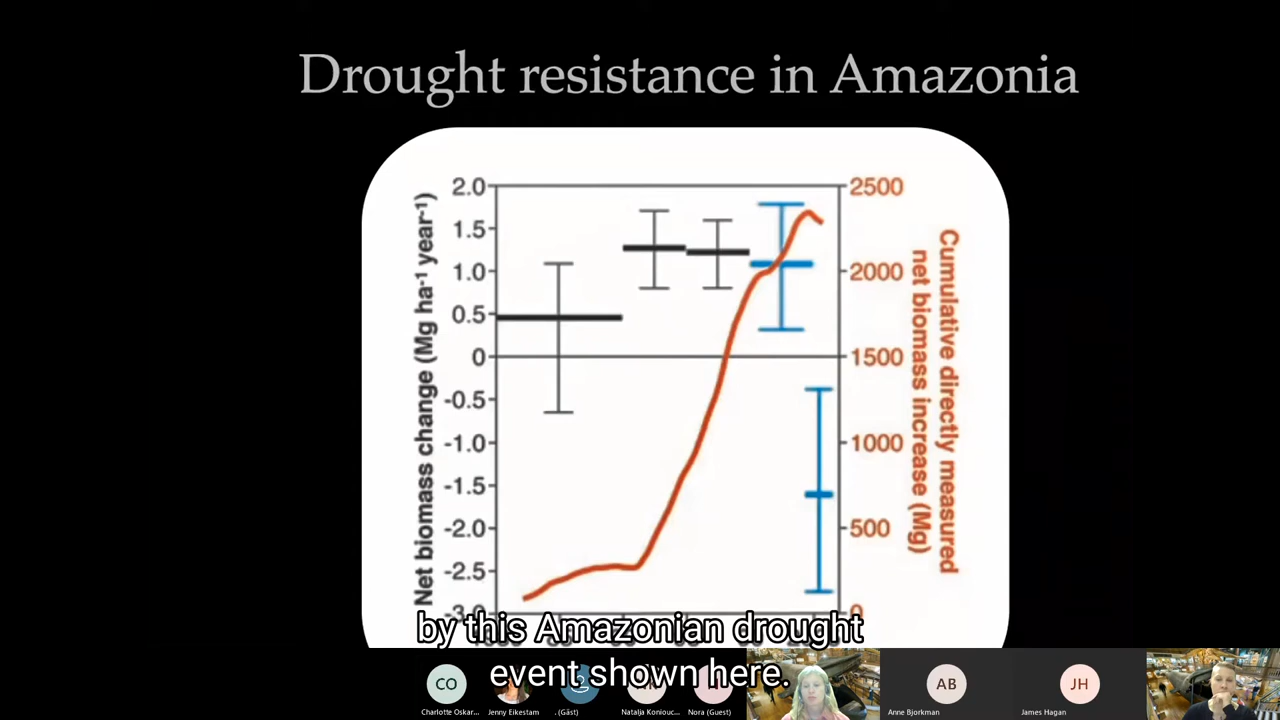 Drought resistance in Amazonia
2.0
1.5
1.0
0.5
0
-0.5
-1.0
-1.5
-2.0
-2.5
-3.0
Net biomass change (Mg ha-1 year-1)
2500
2000
1500
1000
500
0
Cumulative directly measured
net biomass increase (Mg)
by this Amazonian drought
event shown here.
CO
AB
JH
Charlotte Oskar...
Jenny Eikestam
. (Gäst)
Natalja Koniouc...
Nora (Guest)
Anne Bjorkman
James Hagan